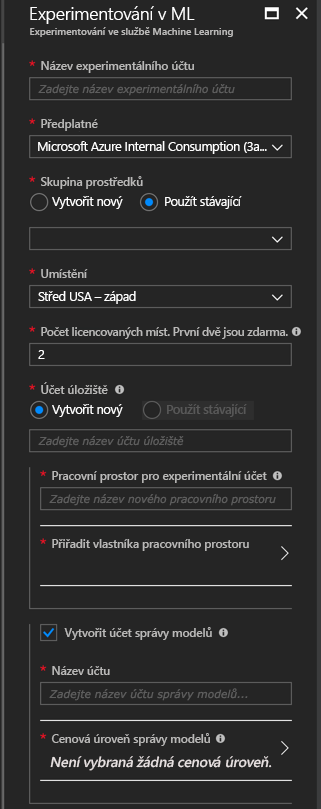 Experimentování v ML
Experimentování ve službě Machine Learning
* Název experimentálního účtu
Zadejte název experimentálního účtu
* Předplatné
Microsoft Azure Internal Consumption (3a...
* Skupina prostředků
Vytvořit nový Použít stávající
* Umístění
Střed USA – západ
* Počet licencovaných míst. První dvě jsou zdarma.
2
* Účet úložiště
Vytvořit nový Použít stávající
Zadejte název účtu úložiště
* Pracovní prostor pro experimentální účet
Zadejte název nového pracovního prostoru
* Přiřadit vlastníka pracovního prostoru
Vytvořit účet správy modelů
* Název účtu
Zadejte název účtu správy modelů...
* Cenová úroveň správy modelů
Není vybraná žádná cenová úroveň.